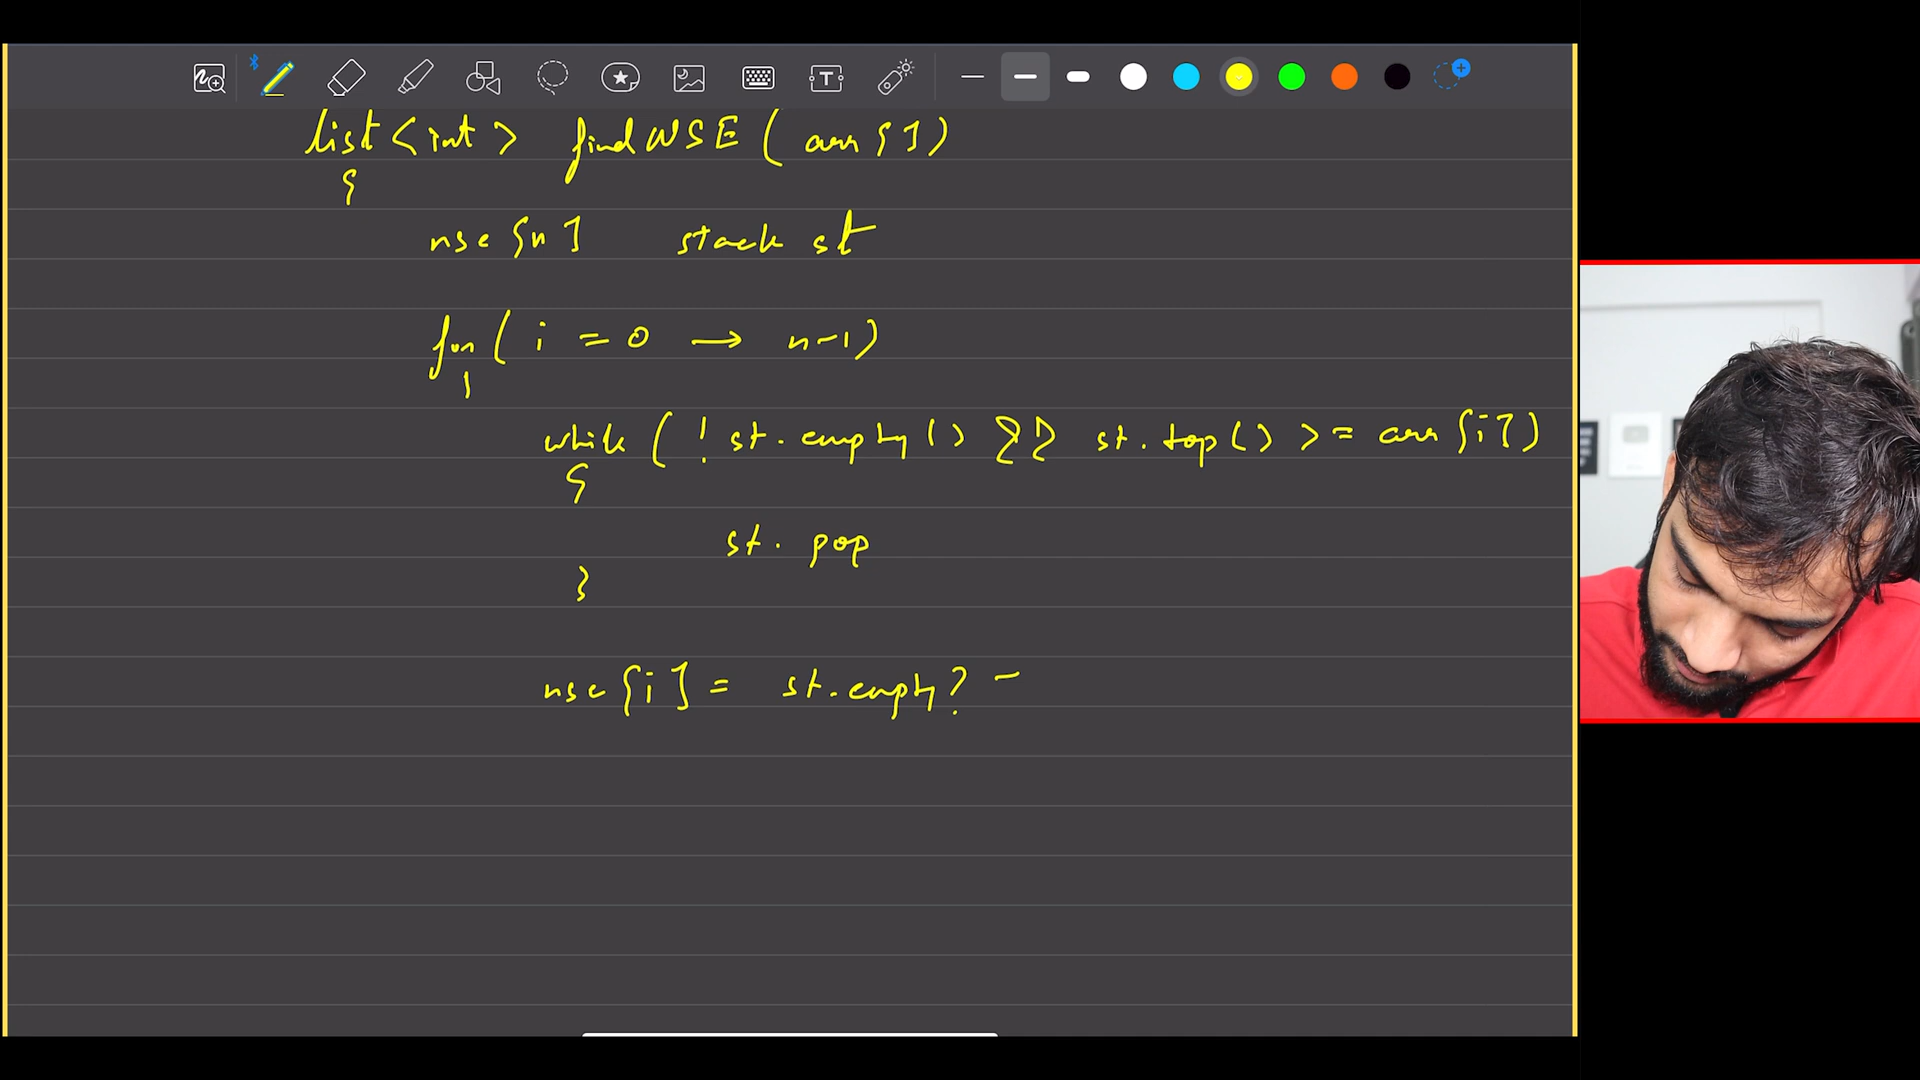 list<int> findNSE(arr[])
{
nse[n] stack st
for(i = 0 → n-1)
{
while(!st.empty() && st.top() >= arr[i])
{
st.pop
}
nse[i] = st.empty? -